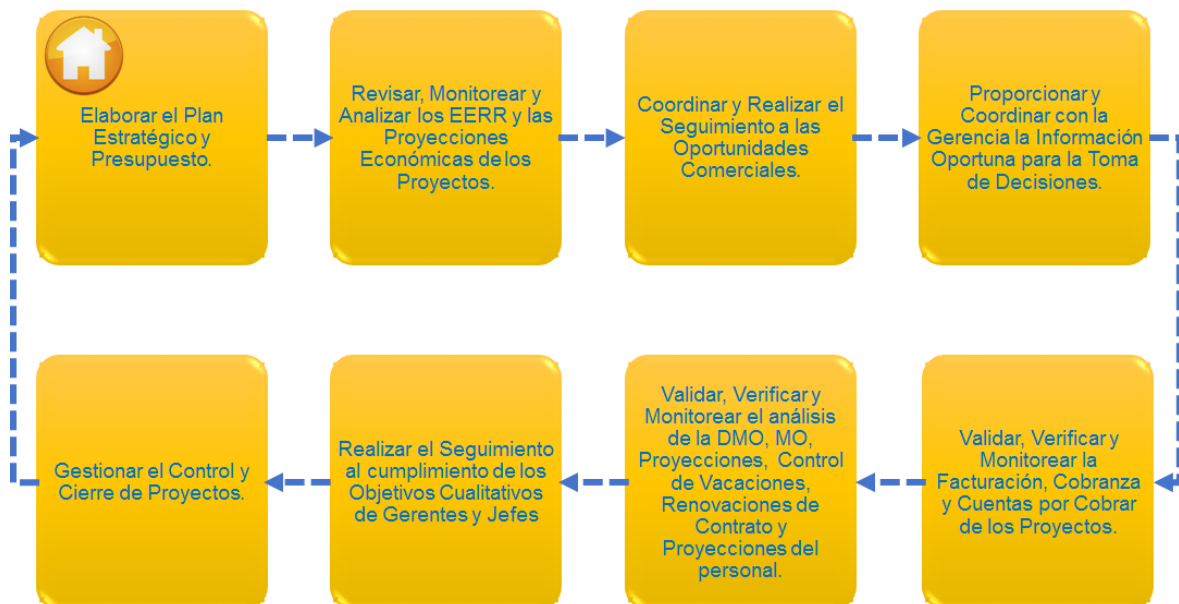 Elaborar el Plan
Estratégico y
Presupuesto.
Revisar, Monitorear y
Analizar los EERR y las
Proyecciones
Económicas de los
Proyectos.
Coordinar y Realizar el
Seguimiento a las
Oportunidades
Comerciales.
Proporcionar y
Coordinar con la
Gerencia la Información
Oportuna para la Toma
de Decisiones.
Validar, Verificar y
Monitorear la
Facturación, Cobranza
y Cuentas por Cobrar
de los Proyectos.
Validar, Verificar y
Monitorear el análisis
de la DMO, MO,
Proyecciones, Control
de Vacaciones,
Renovaciones de
Contrato y
Proyecciones del
personal.
Realizar el Seguimiento
al cumplimiento de los
Objetivos Cualitativos
de Gerentes y Jefes
Gestionar el Control y
Cierre de Proyectos.